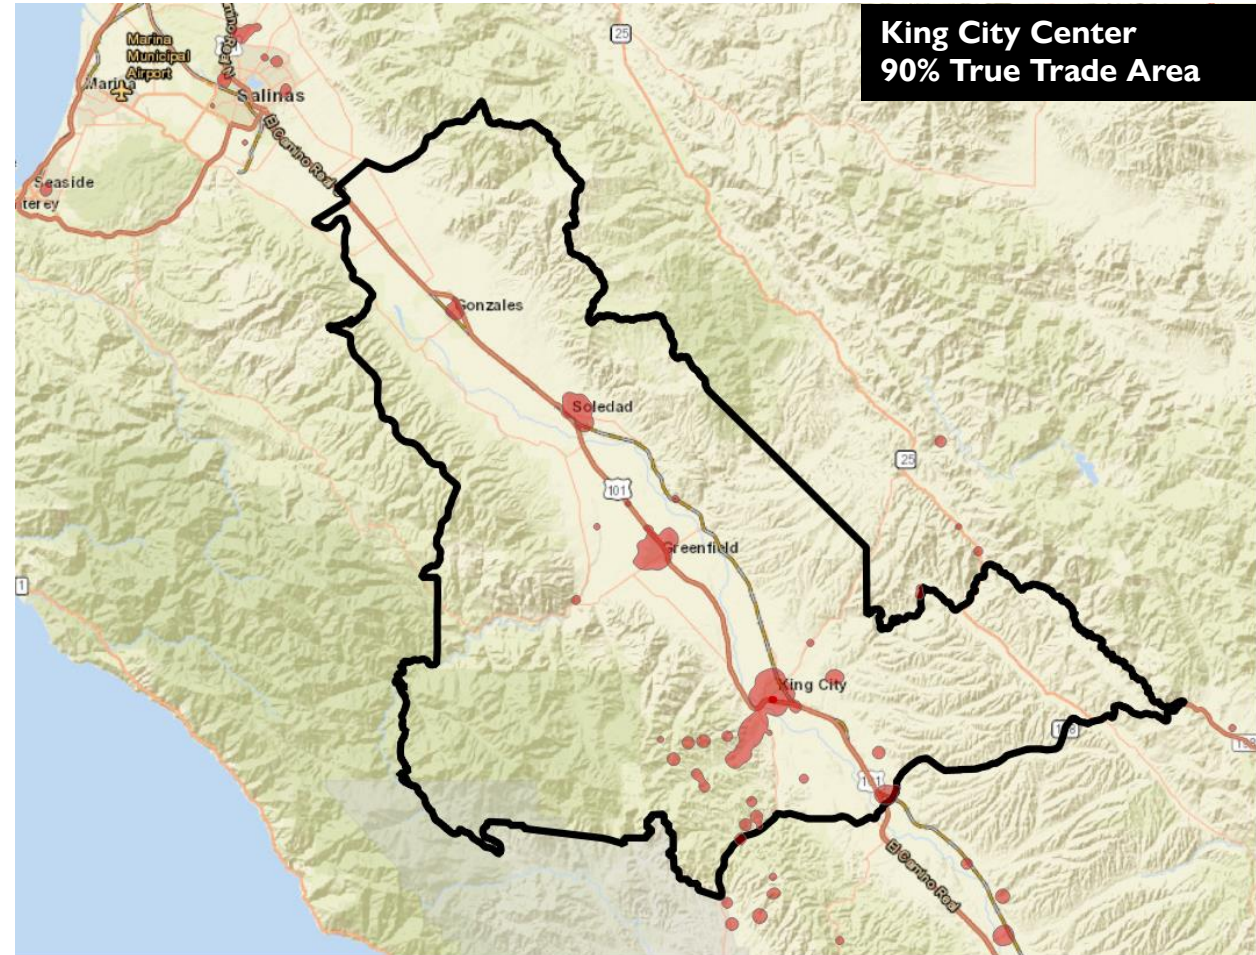 King City Center
90% True Trade Area
25
Marina
Municipal
Airport
Marina
Salinas
El Camino Real
Seaside
terey
Gonzales
Soledad
25
101
Greenfield
1
King City
101
El Camino Real